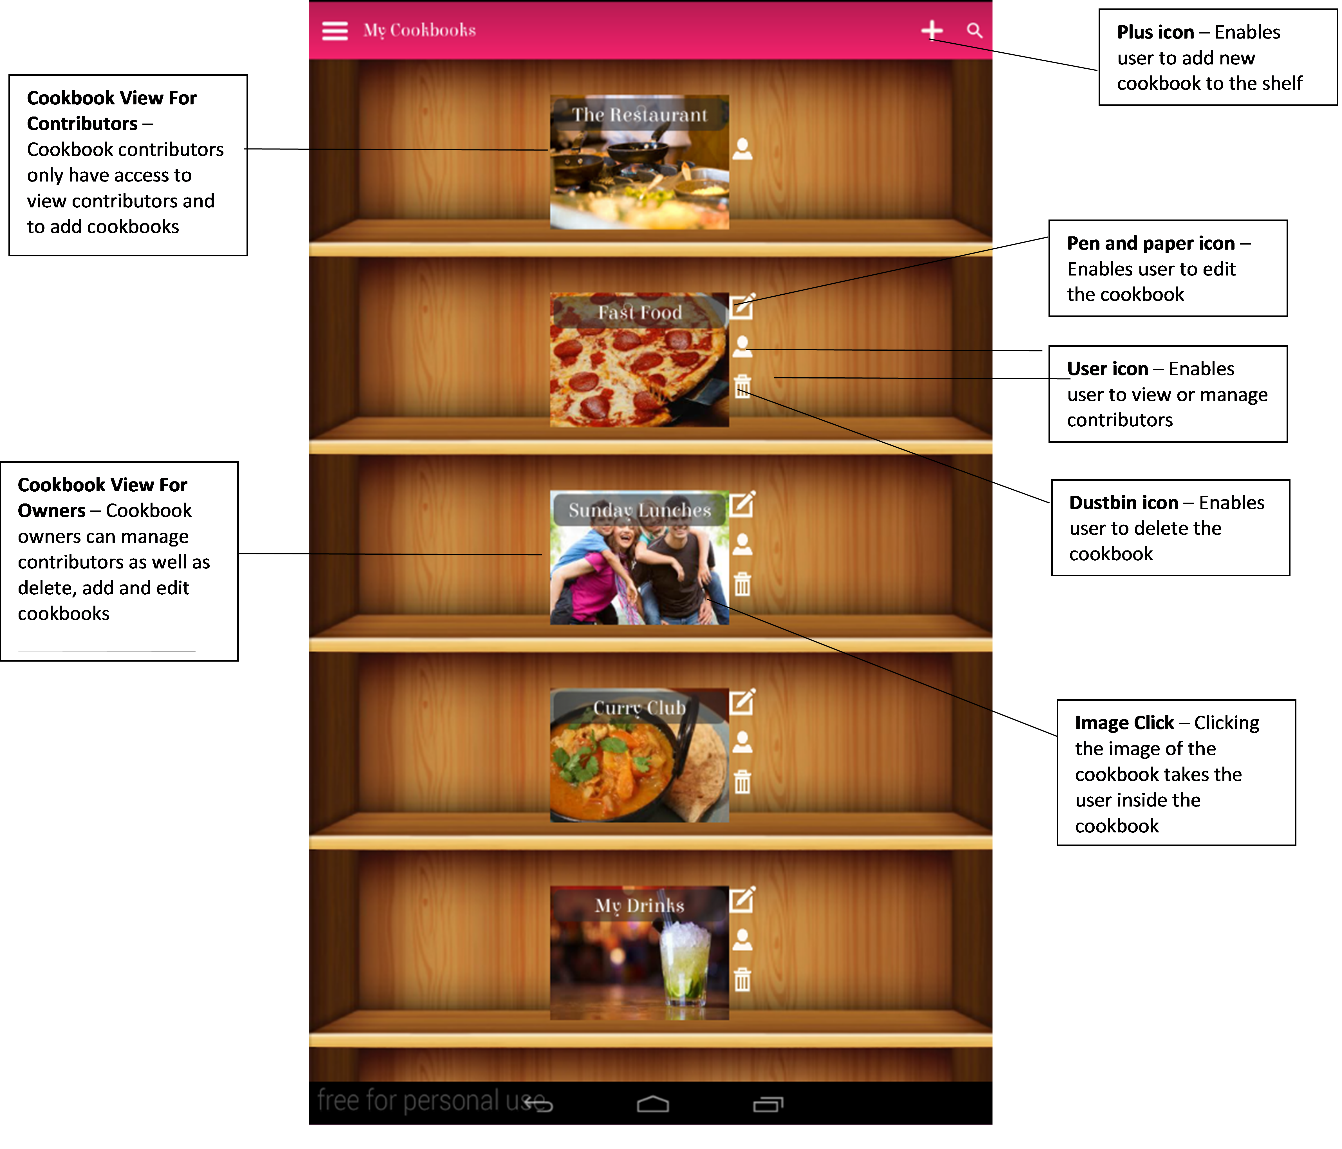 My Cookbooks
Plus icon – Enables
user to add new
cookbook to the shelf
Cookbook View For
Contributors –
Cookbook contributors
only have access to
view contributors and
to add cookbooks
The Restaurant
Pen and paper icon –
Enables user to edit
the cookbook
Fast Food
User icon – Enables
user to view or manage
contributors
Cookbook View For
Owners – Cookbook
owners can manage
contributors as well as
delete, add and edit
cookbooks
Sunday Lunches
Dustbin icon – Enables
user to delete the
cookbook
Curry Club
Image Click – Clicking
the image of the
cookbook takes the
user inside the
cookbook
My Drinks
free for personal use